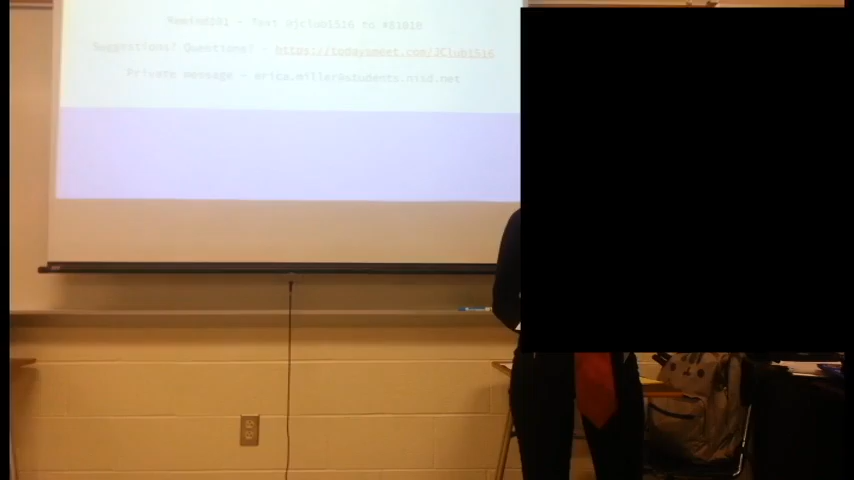 Remind101 - Text @jclub1516 to #81010
Suggestions? Questions? - https://todaysmeet.com/JClub1516
Private message - erica.miller@students.nisd.net